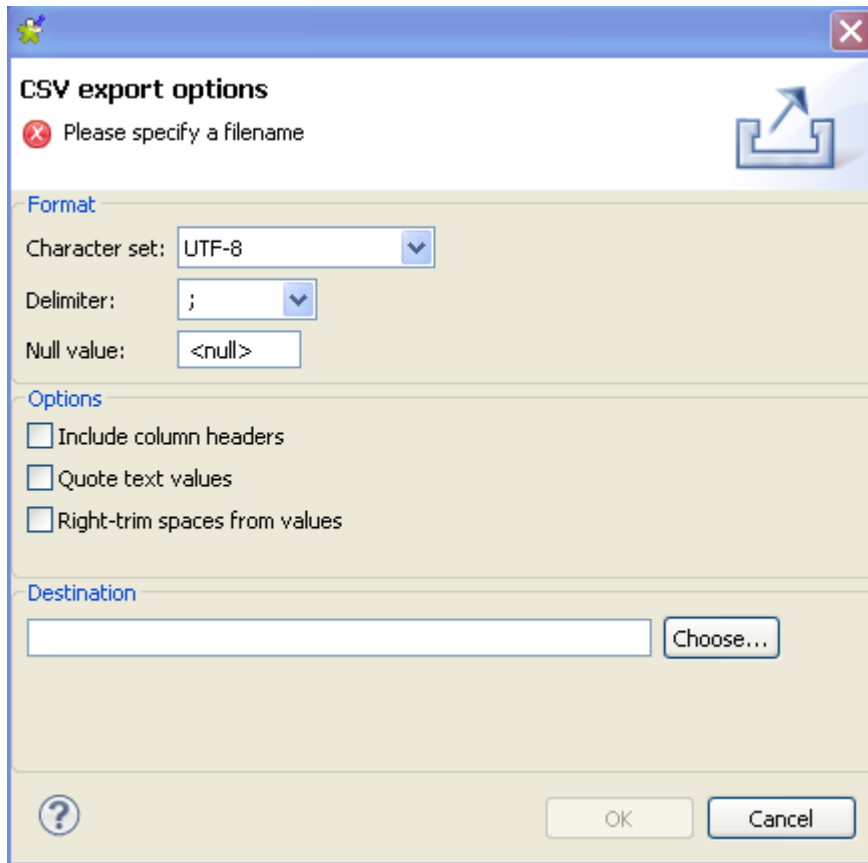 CSV export options
Please specify a filename
Format
Character set: UTF-8
Delimiter: ;
Null value: <null>
Options
Include column headers
Quote text values
Right-trim spaces from values
Destination
Choose...
? OK Cancel